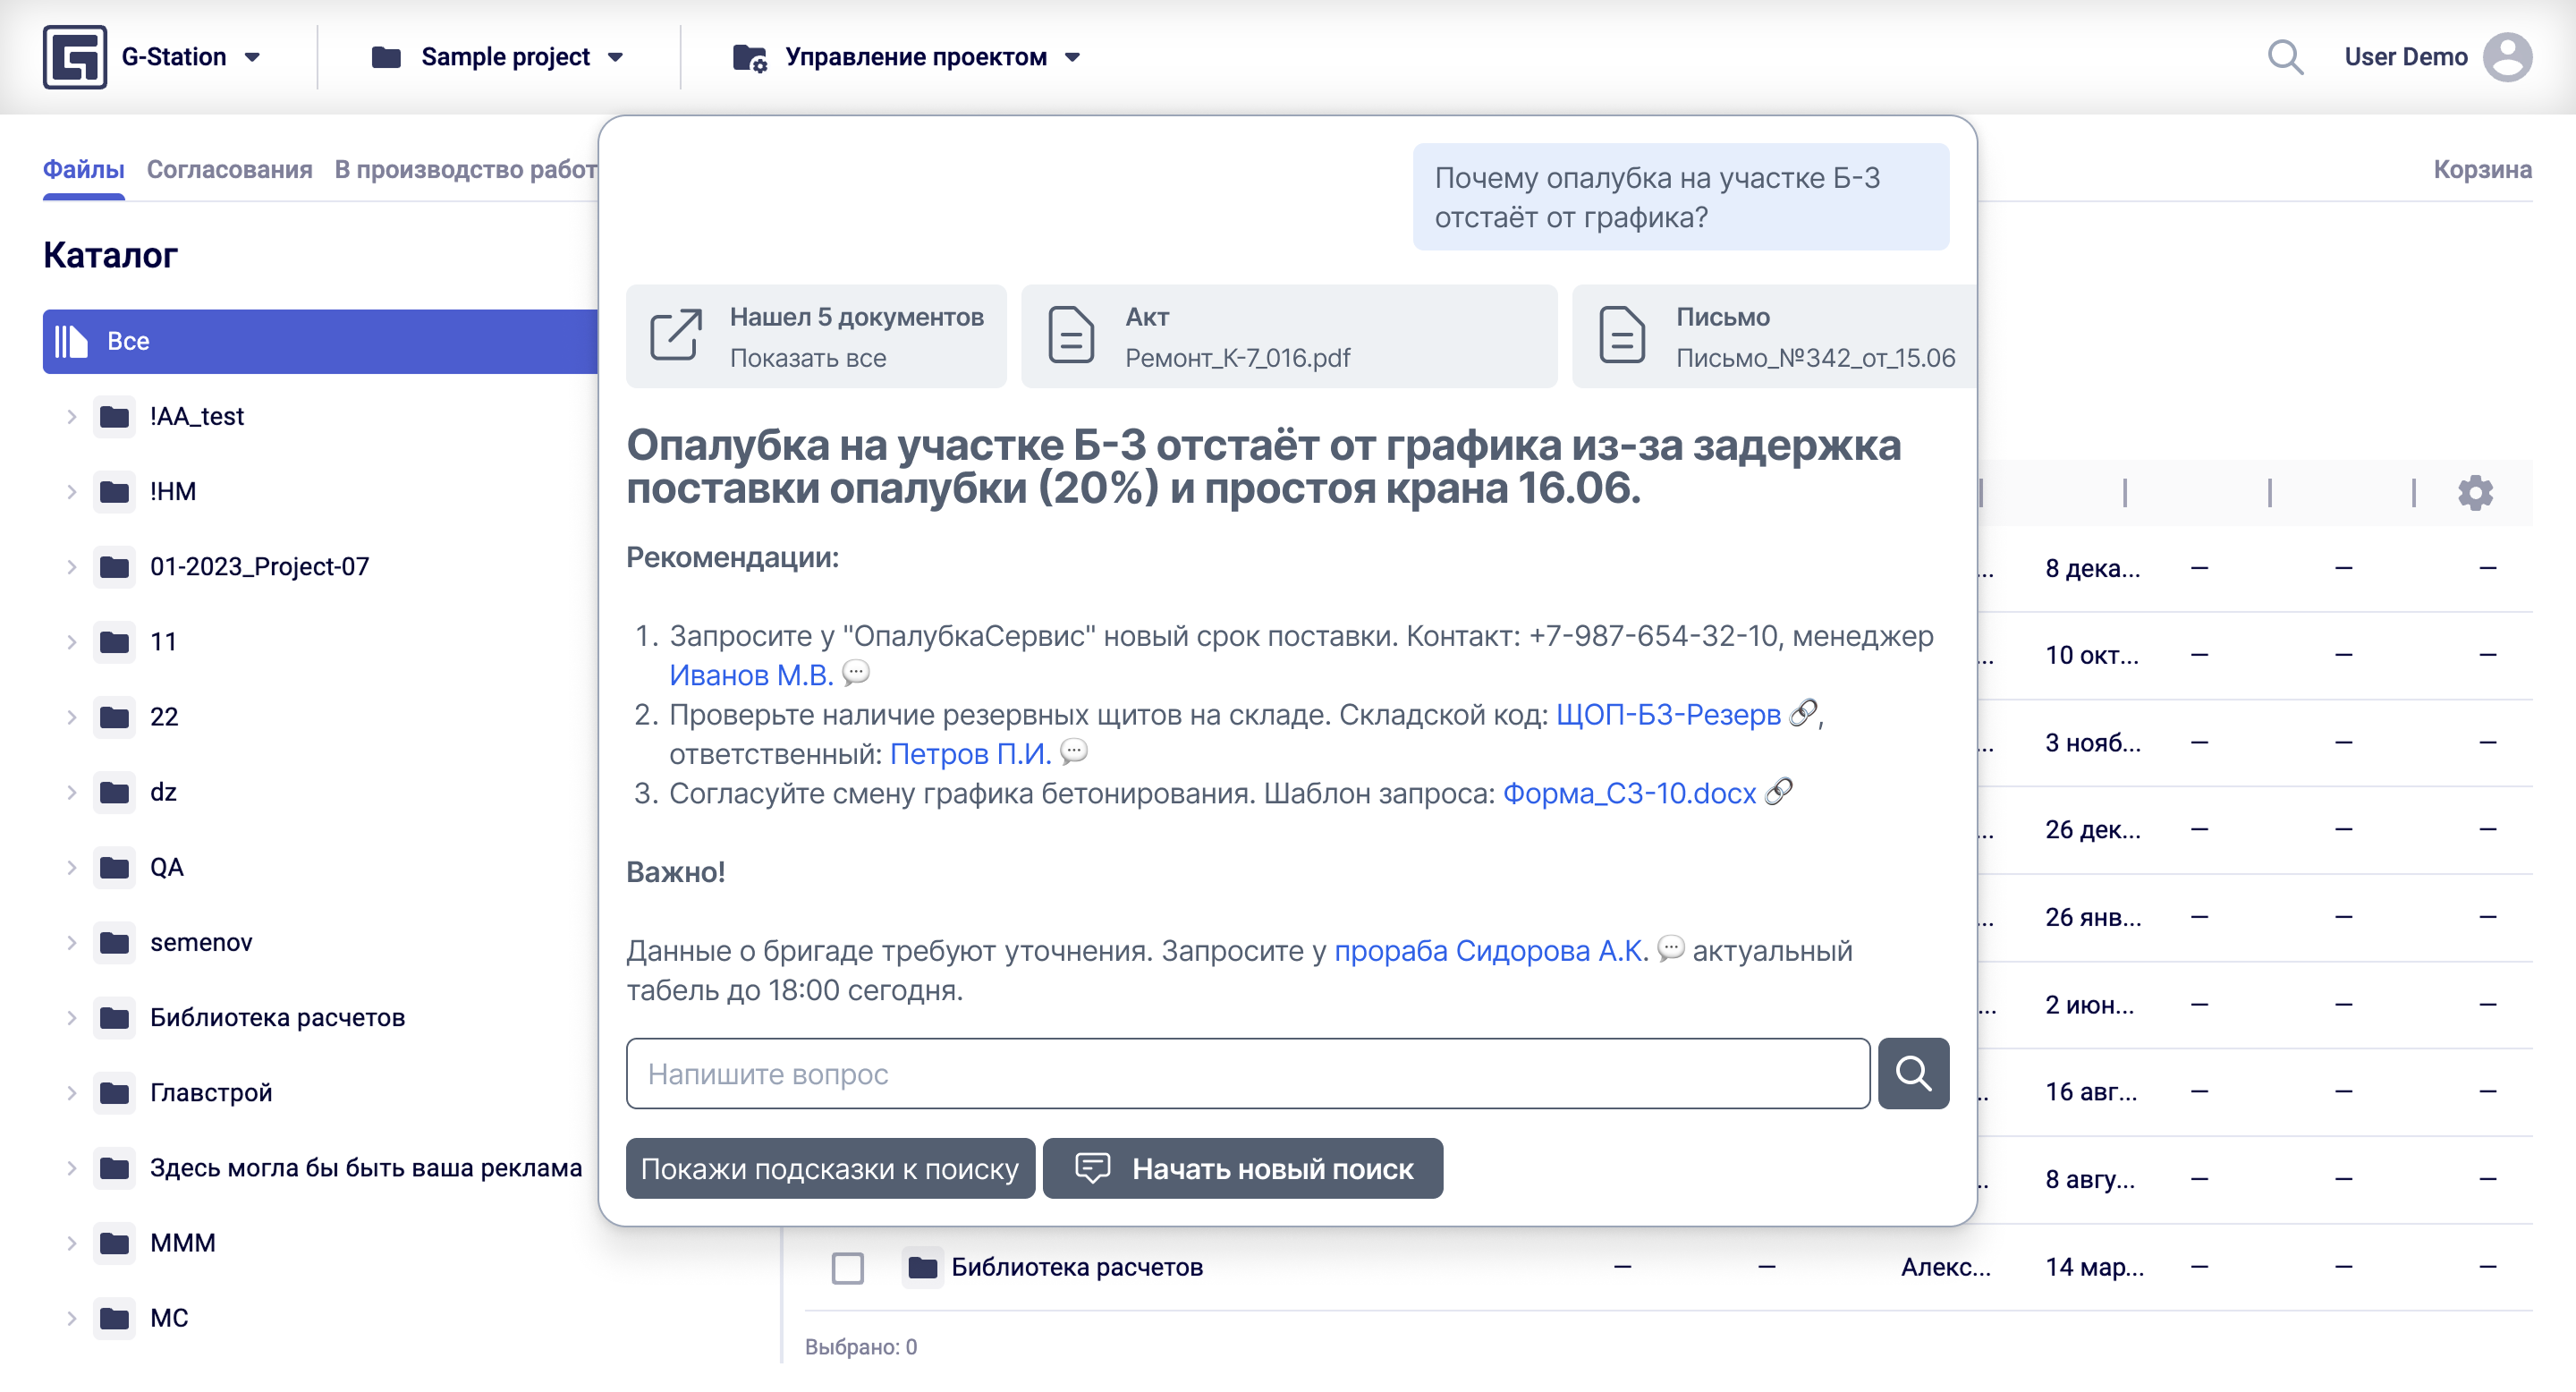 G-Station
Sample project
Управление проектом
User Demo
Файлы
Согласования
В производство работ
Корзина
Каталог
Все
!AA_test
!HM
01-2023_Project-07
11
22
dz
QA
semenov
Библиотека расчетов
Главстрой
Здесь могла бы быть ваша реклама
МММ
МС
Почему опалубка на участке Б-3
отстаёт от графика?
Нашел 5 документов
Показать все
Акт
Ремонт_К-7_016.pdf
Письмо
Письмо_№342_от_15.06
Опалубка на участке Б-3 отстаёт от графика из-за задержка
поставки опалубки (20%) и простоя крана 16.06.
Рекомендации:
1. Запросите у "ОпалубкаСервис" новый срок поставки. Контакт: +7-987-654-32-10, менеджер
Иванов М.В. 💬
2. Проверьте наличие резервных щитов на складе. Складской код: ЩОП-Б3-Резерв 🔗,
ответственный: Петров П.И. 💬
3. Согласуйте смену графика бетонирования. Шаблон запроса: Форма_СЗ-10.docx 🔗
Важно!
Данные о бригаде требуют уточнения. Запросите у прораба Сидорова А.К. 💬 актуальный
табель до 18:00 сегодня.
Напишите вопрос
Покажи подсказки к поиску
Начать новый поиск
... 8 дека... — — —
... 10 окт... — — —
... 3 нояб... — — —
... 26 дек... — — —
... 26 янв... — — —
... 2 июн... — — —
... 16 авг... — — —
... 8 авгу... — — —
Библиотека расчетов — — Алекс... 14 мар... — — —
Выбрано: 0